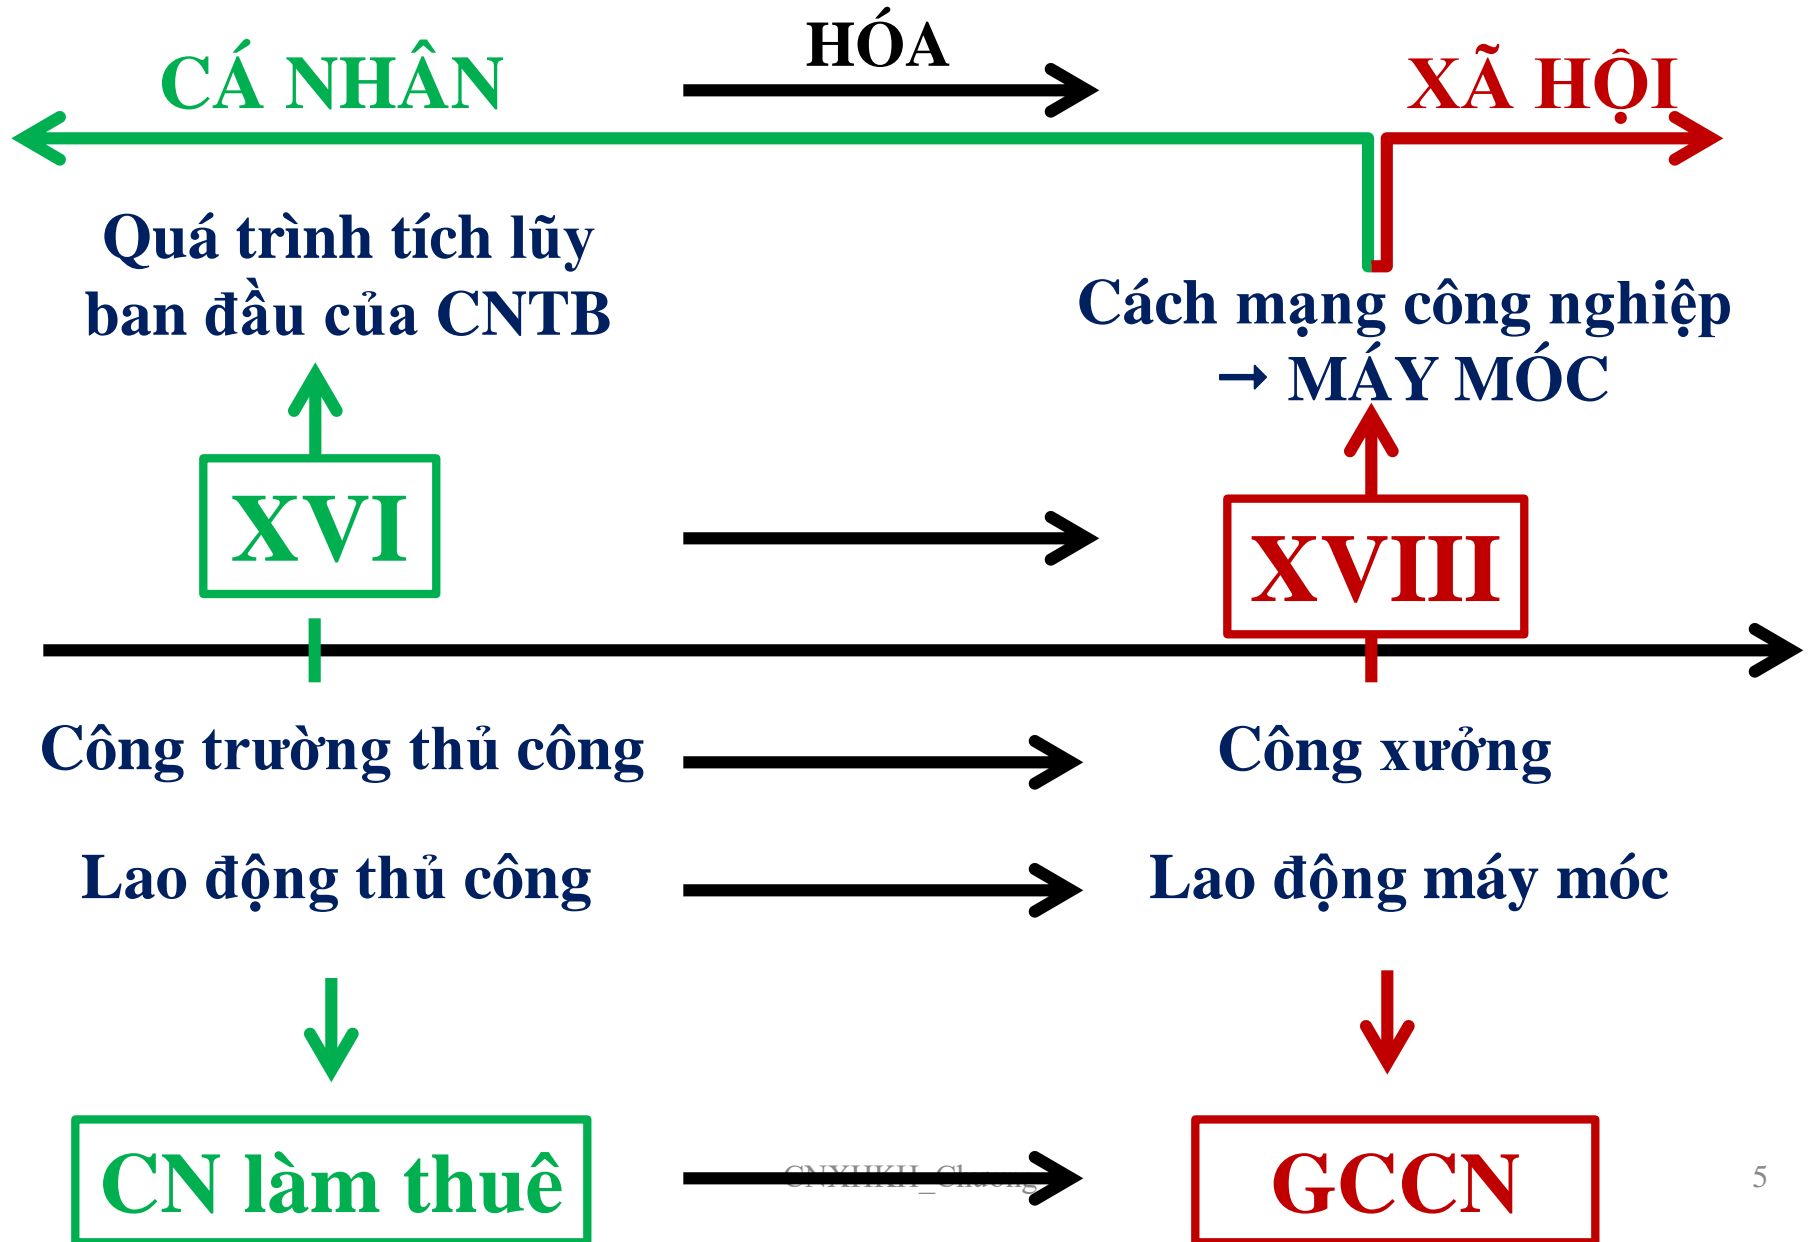 HÓA
CÁ NHÂN
XÃ HỘI
Quá trình tích lũy
ban đầu của CNTB
Cách mạng công nghiệp
→ MÁY MÓC
XVI
XVIII
Công trường thủ công
Công xưởng
Lao động thủ công
Lao động máy móc
CN làm thuê
CNXHKH_Chương
GCCN
5